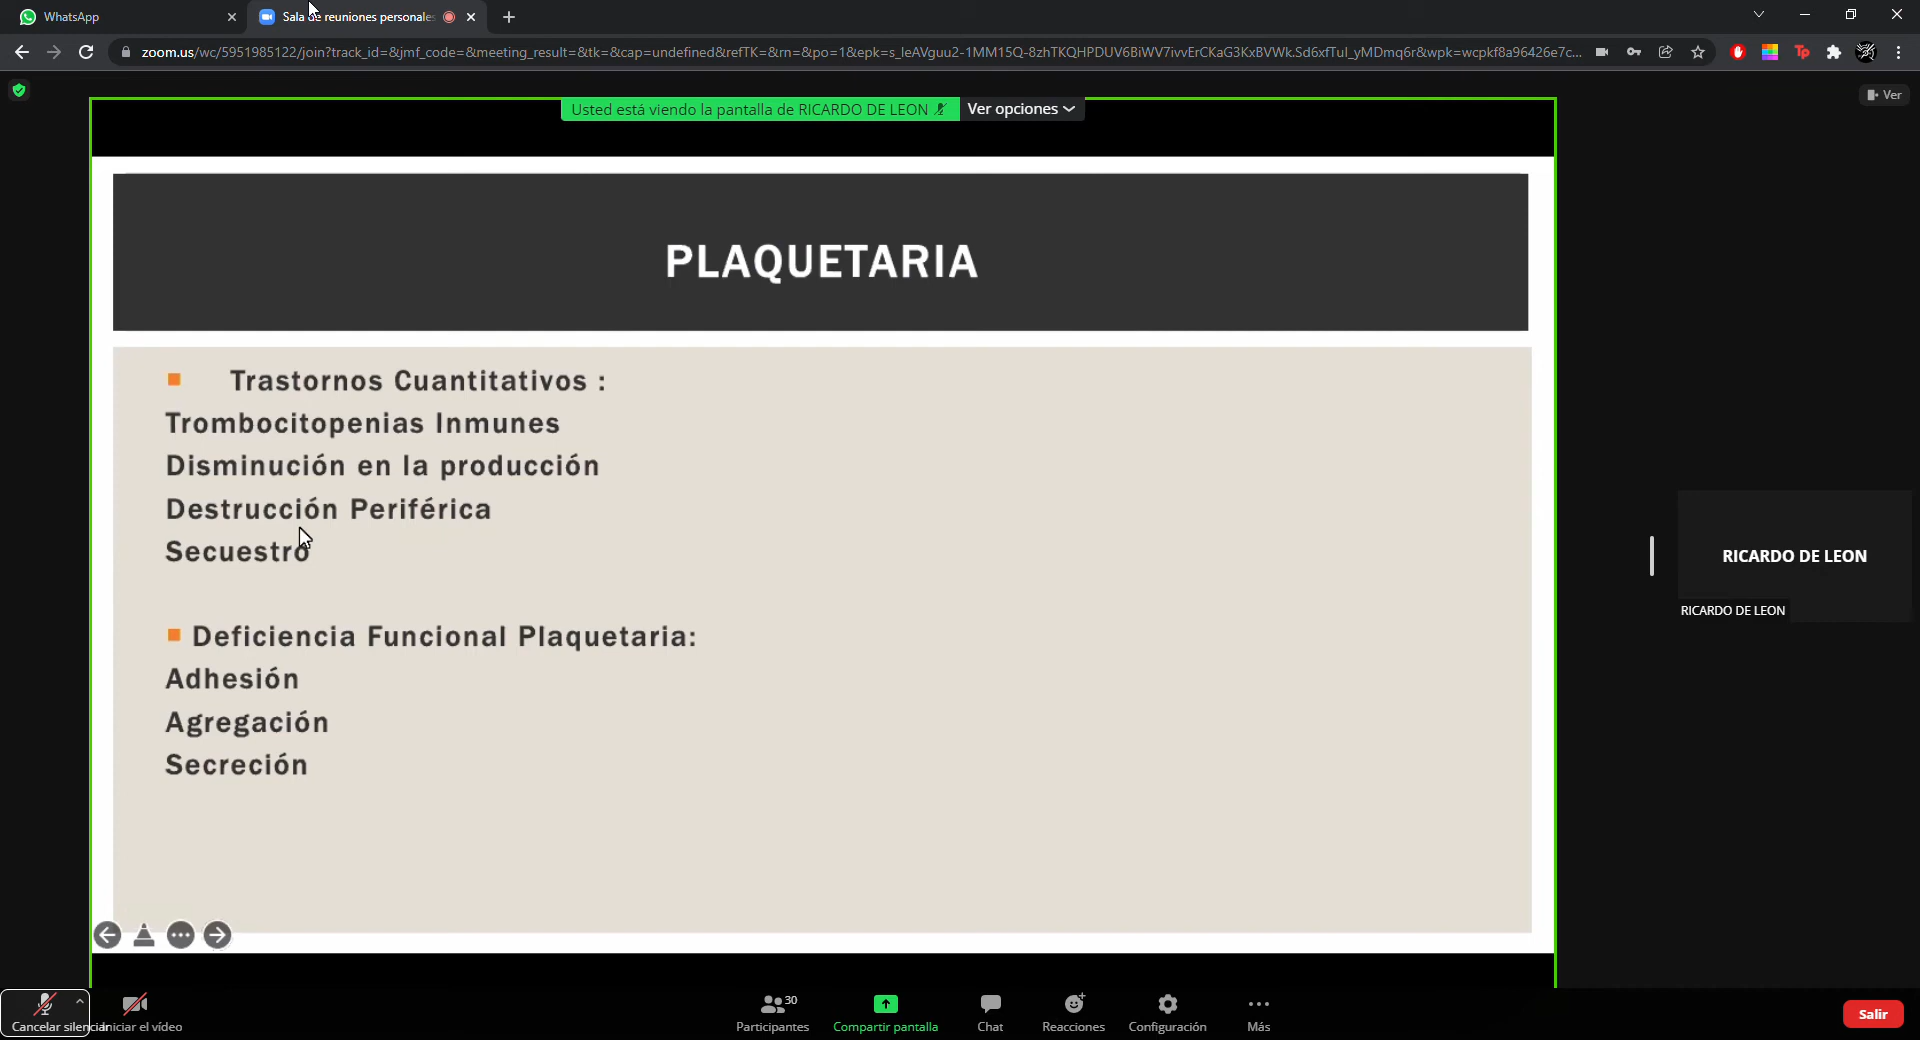 WhatsApp
Sala de reuniones personales
zoom.us/wc/5951985122/join?track_id=&jmf_code=&meeting_result=&tk=&cap=undefined&refTK=&rn=&po=1&epk=s_leAVguu2-1MM15Q-8zhTKQHPDUV6BiWV7ivvErCKaG3KxBVWk.Sd6xfTul_yMDmq6r&wpk=wcpkf8a96426e7c...
Usted está viendo la pantalla de RICARDO DE LEON
Ver opciones
Ver
PLAQUETARIA
Trastornos Cuantitativos :
Trombocitopenias Inmunes
Disminución en la producción
Destrucción Periférica
Secuestro
Deficiencia Funcional Plaquetaria:
Adhesión
Agregación
Secreción
RICARDO DE LEON
RICARDO DE LEON
30
Cancelar silenciar
Iniciar el vídeo
Participantes
Compartir pantalla
Chat
Reacciones
Configuración
Más
Salir